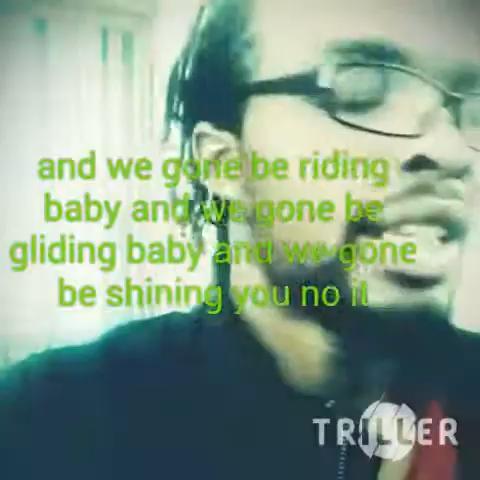 and we gone be riding
baby and we gone be
gliding baby and we gone
be shining you no it
TRILLER